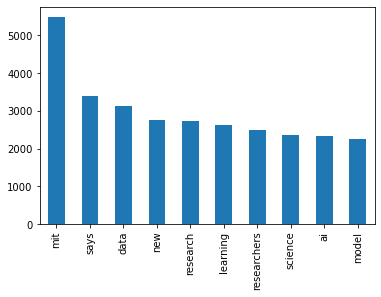 5000
4000
3000
2000
1000
0
mit
says
data
new
research
learning
researchers
science
ai
model